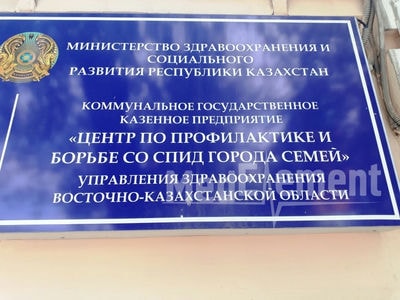 МИНИСТЕРСТВО ЗДРАВООХРАНЕНИЯ И
СОЦИАЛЬНОГО
РАЗВИТИЯ РЕСПУБЛИКИ КАЗАХСТАН
КОММУНАЛЬНОЕ ГОСУДАРСТВЕННОЕ
КАЗЕННОЕ ПРЕДПРИЯТИЕ
«ЦЕНТР ПО ПРОФИЛАКТИКЕ И
БОРЬБЕ СО СПИД ГОРОДА СЕМЕЙ»
УПРАВЛЕНИЯ ЗДРАВООХРАНЕНИЯ
ВОСТОЧНО-КАЗАХСТАНСКОЙ ОБЛАСТИ
MedElement